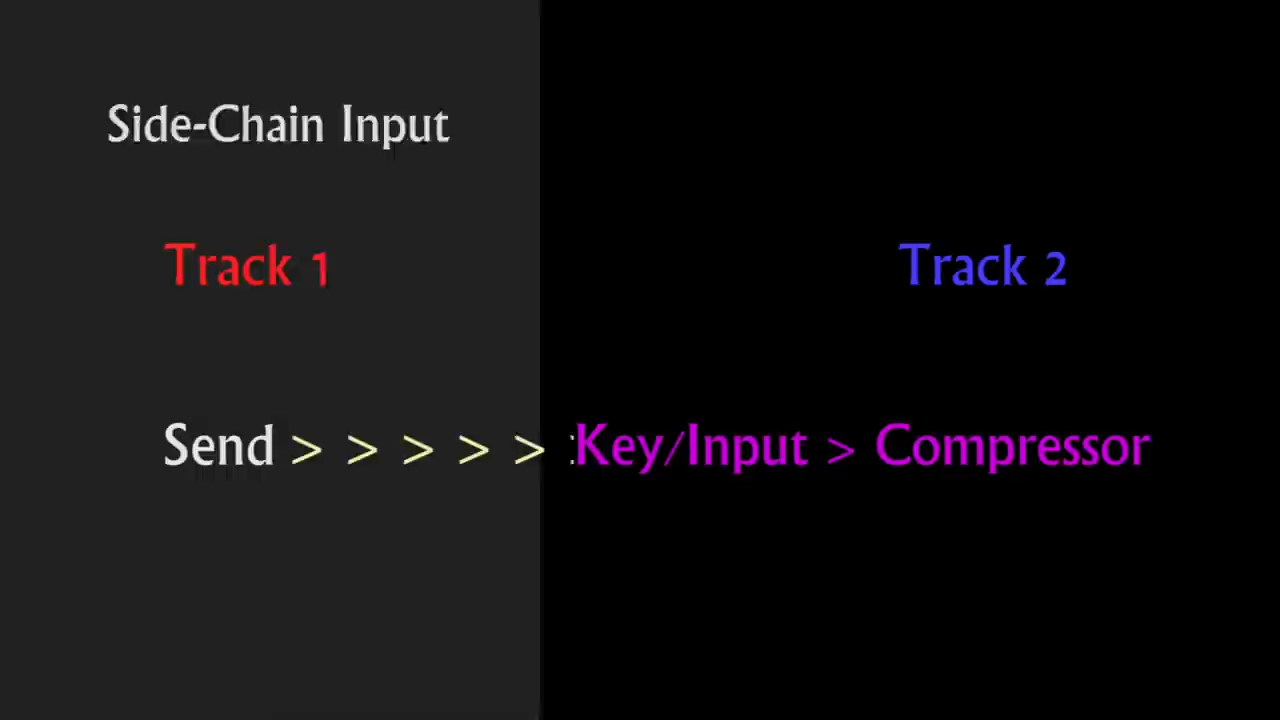 Side-Chain Input
Track 1 Track 2
Send > > > > > :Key/Input > Compressor